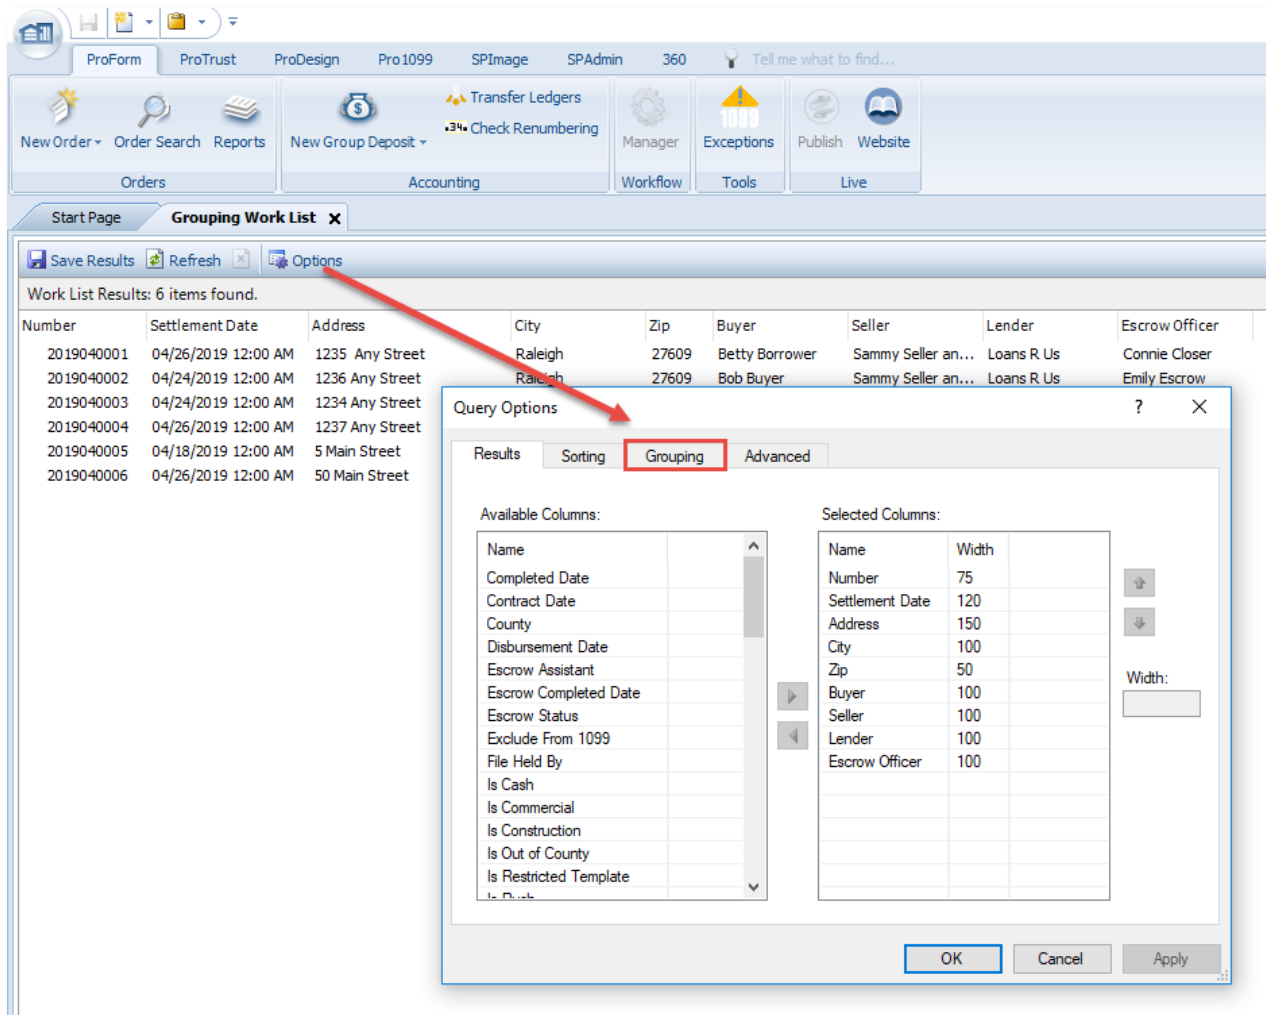 ProForm ProTrust ProDesign Pro1099 SPImage SPAdmin 360 Tell me what to find...
Transfer Ledgers
.34. Check Renumbering
1099
New Order Order Search Reports New Group Deposit Manager Exceptions Publish Website
Orders Accounting Workflow Tools Live
Start Page Grouping Work List x
Save Results Refresh Options
Work List Results: 6 items found.
Number Settlement Date Address City Zip Buyer Seller Lender Escrow Officer
2019040001 04/26/2019 12:00 AM 1235 Any Street Raleigh 27609 Betty Borrower Sammy Seller an... Loans R Us Connie Closer
2019040002 04/24/2019 12:00 AM 1236 Any Street Raleigh 27609 Bob Buyer Sammy Seller an... Loans R Us Emily Escrow
2019040003 04/24/2019 12:00 AM 1234 Any Street
2019040004 04/26/2019 12:00 AM 1237 Any Street
2019040005 04/18/2019 12:00 AM 5 Main Street
2019040006 04/26/2019 12:00 AM 50 Main Street
Query Options ?
Results Sorting Grouping Advanced
Available Columns:
Name
Completed Date
Contract Date
County
Disbursement Date
Escrow Assistant
Escrow Completed Date
Escrow Status
Exclude From 1099
File Held By
Is Cash
Is Commercial
Is Construction
Is Out of County
Is Restricted Template
Is Rush
Selected Columns:
Name Width
Number 75
Settlement Date 120
Address 150
City 100
Zip 50
Buyer 100
Seller 100
Lender 100
Escrow Officer 100
Width:
OK Cancel Apply